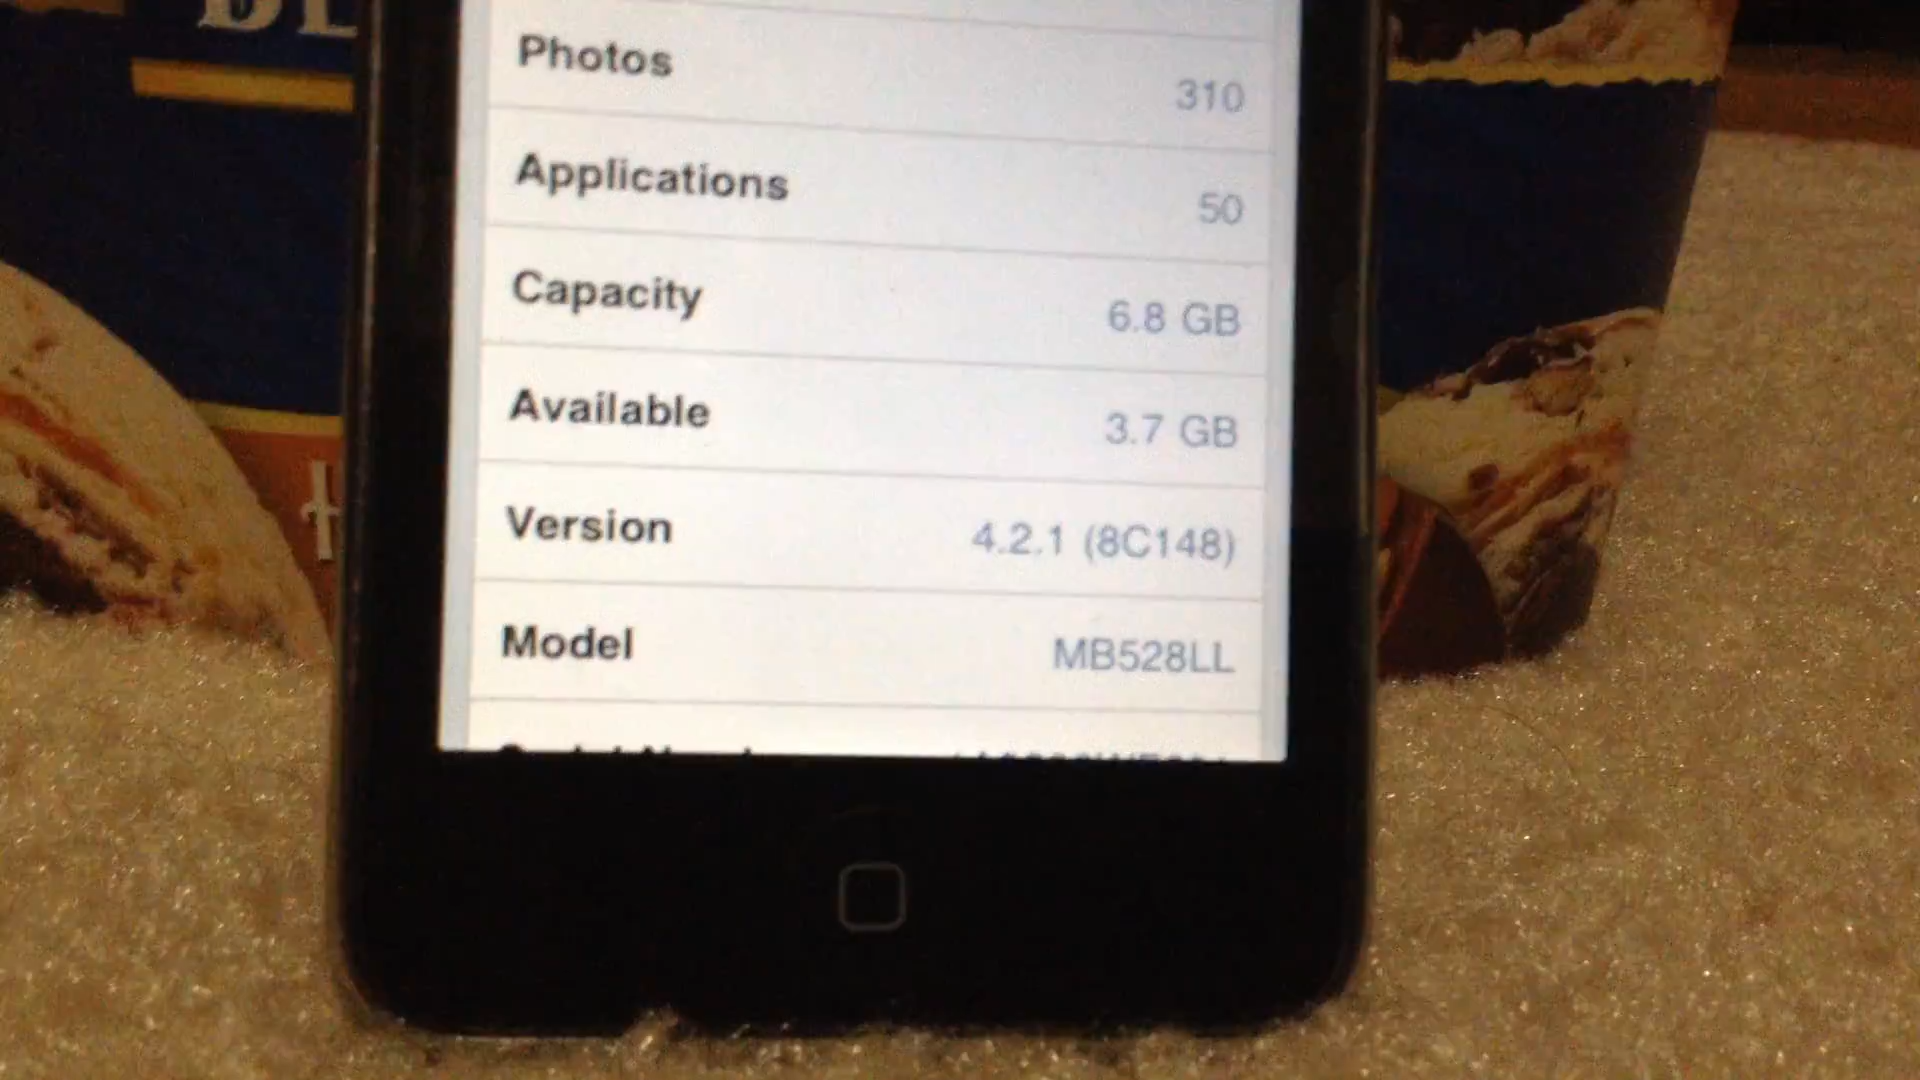 Photos 310
Applications 50
Capacity 6.8 GB
Available 3.7 GB
Version 4.2.1 (8C148)
Model MB528LL